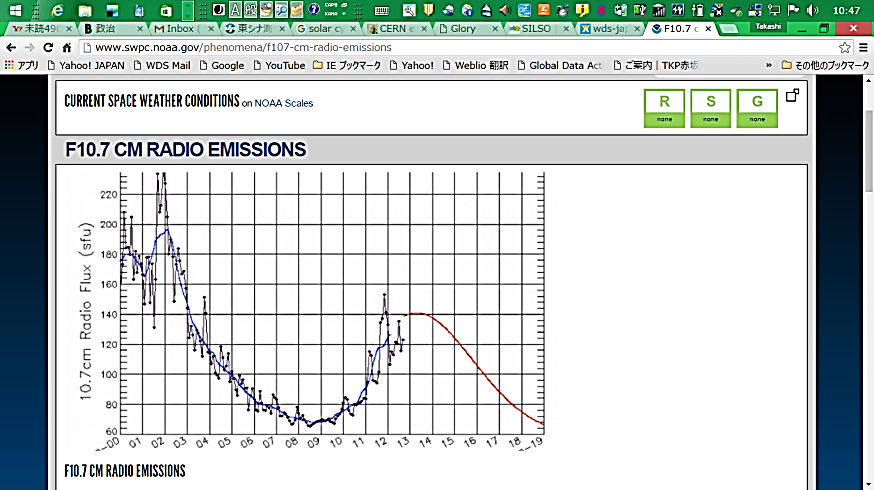 CAPS
KANA
10:47
未読49(
政治
Inbox (
東シナ海
solar cy
CERN e
Glory
SILSO
wds-jap
F10.7 c
Takashi
www.swpc.noaa.gov/phenomena/f107-cm-radio-emissions
アプリ Yahoo! JAPAN WDS Mail Google YouTube IE ブックマーク Yahoo! Weblio 翻訳 Global Data Act ご案内｜TKP赤坂 » その他のブックマーク
CURRENT SPACE WEATHER CONDITIONS on NOAA Scales
R S G
none none none
F10.7 CM RADIO EMISSIONS
10.7cm Radio Flux (sfu)
220
200
180
160
140
120
100
80
60
01 02 03 04 05 06 07 08 09 10 11 12 13 14 15 16 17 18
F10.7 CM RADIO EMISSIONS